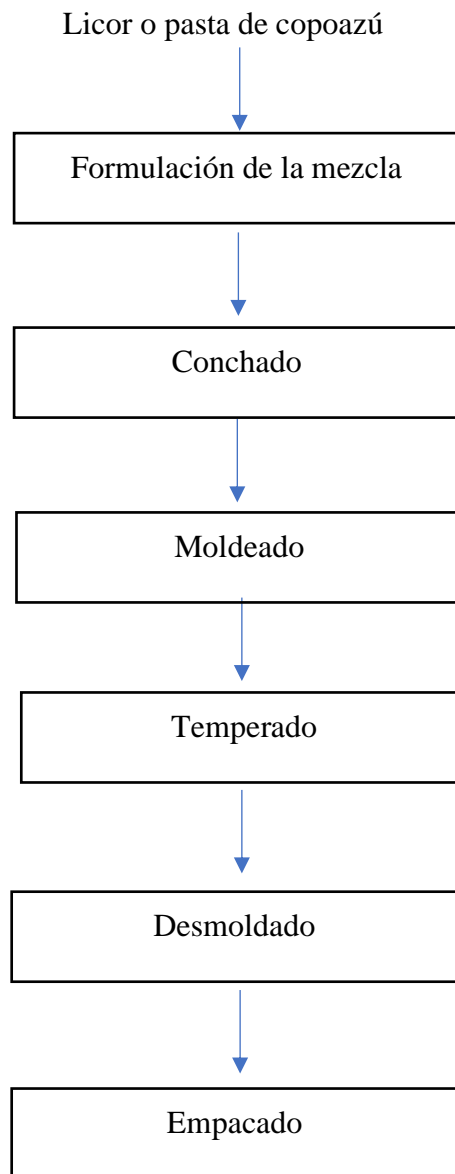 Licor o pasta de copoazú
Formulación de la mezcla
Conchado
Moldeado
Temperado
Desmoldado
Empacado